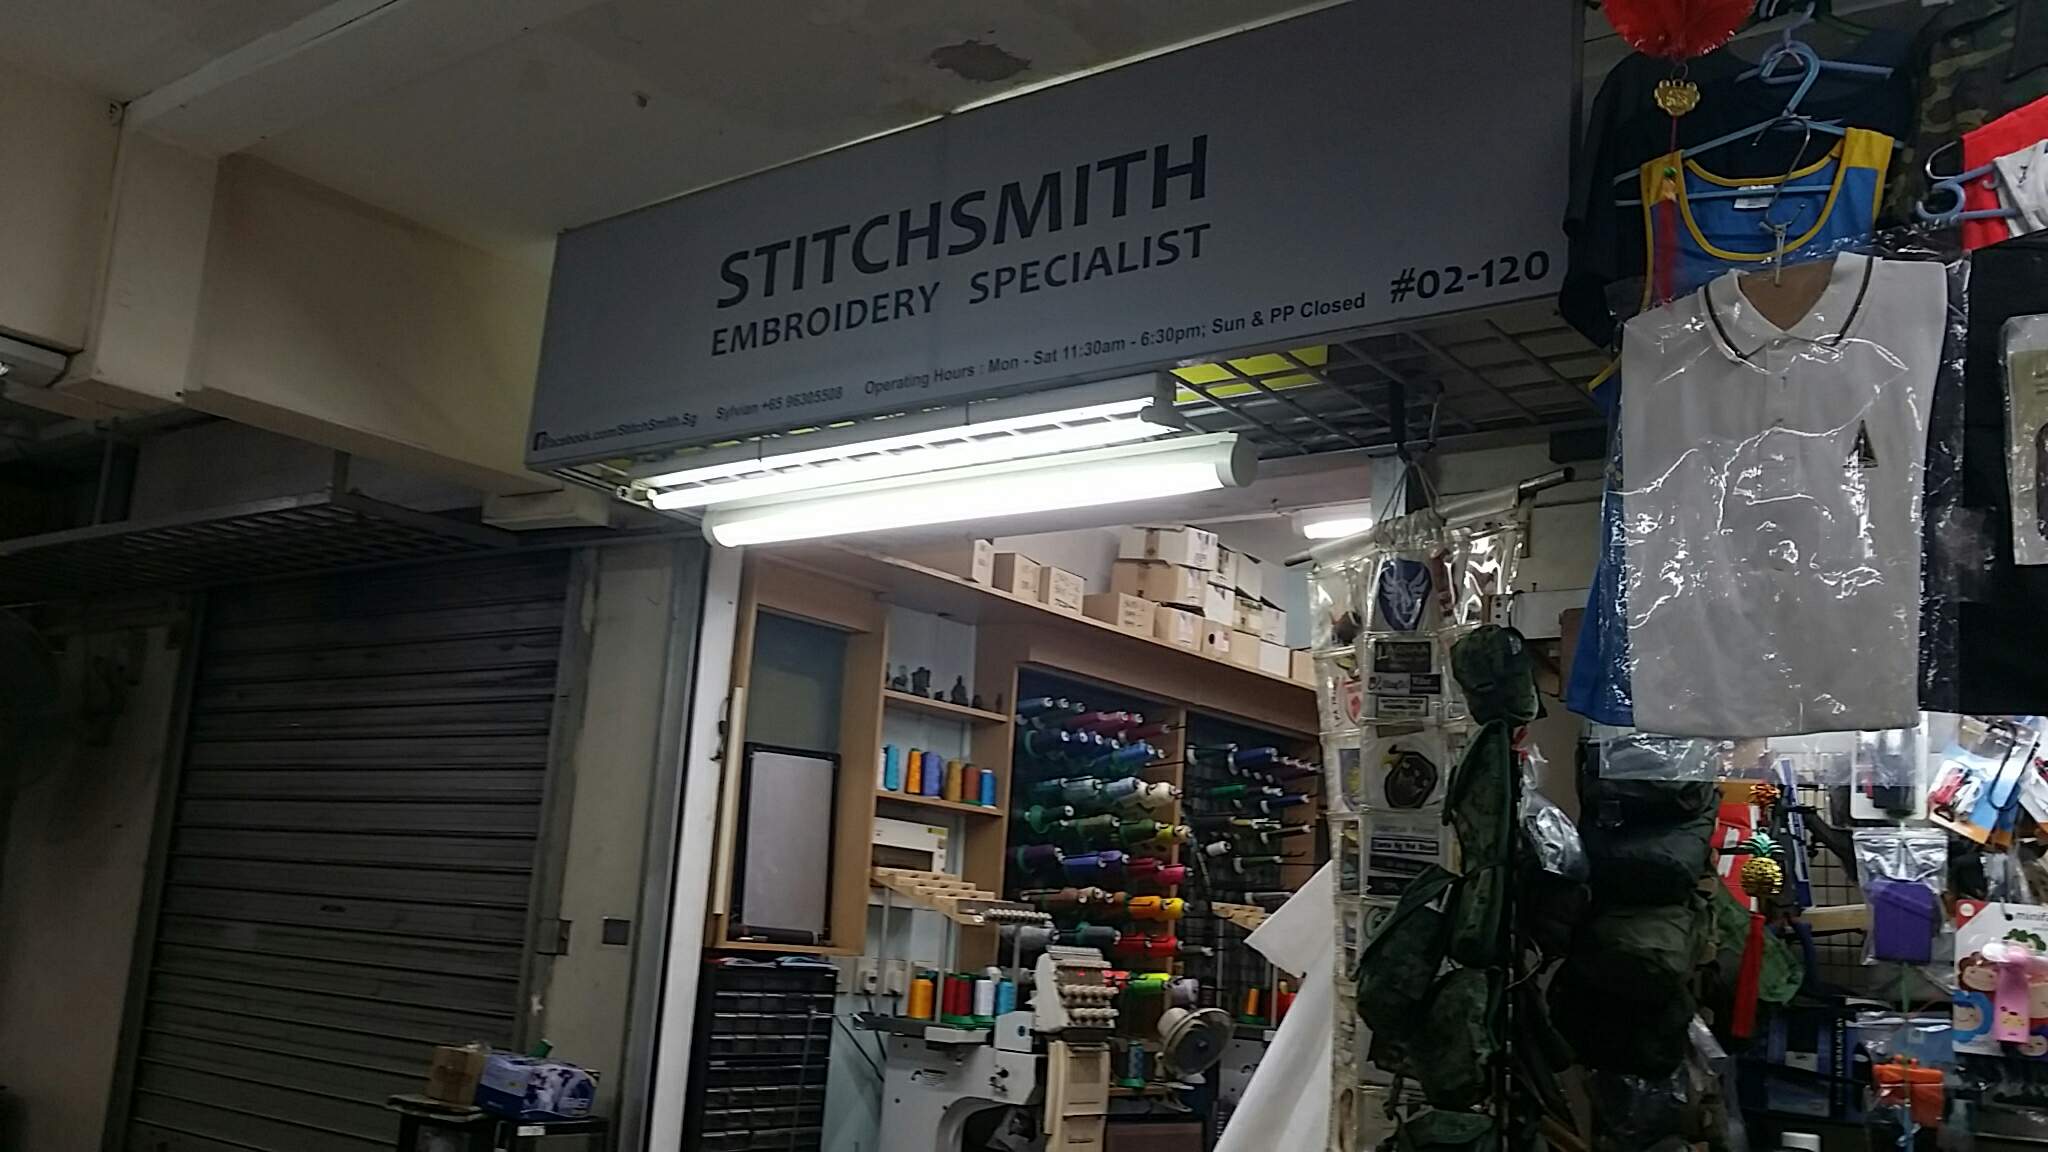 STITCHSMITH
EMBROIDERY SPECIALIST
#02-120
facebook.com/StitchSmith.Sg Sylvian +65 96305508 Operating Hours : Mon - Sat 11:30am - 6:30pm; Sun & PP Closed